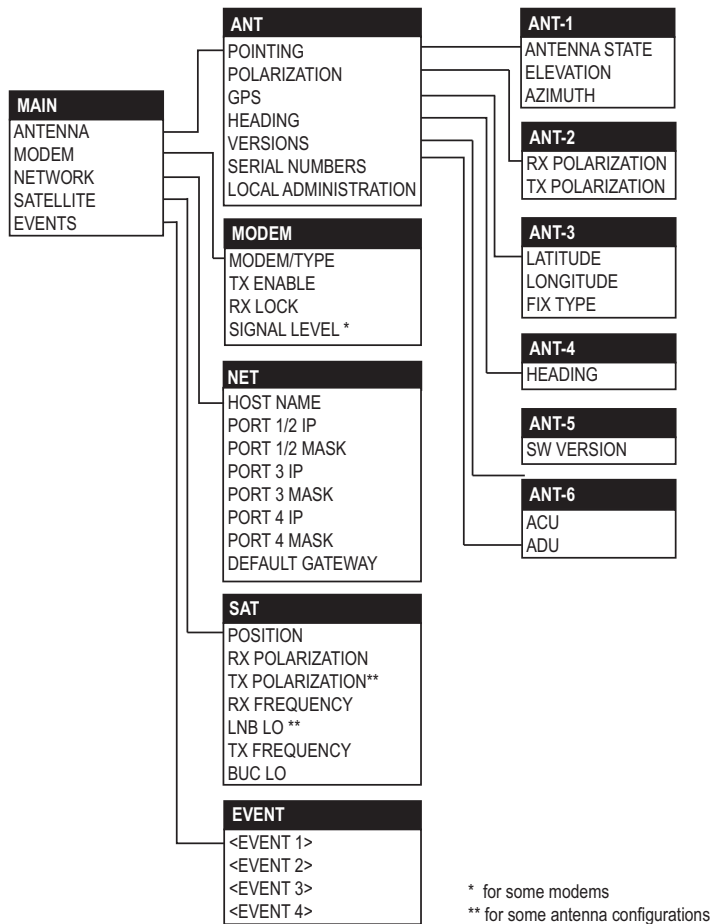 MAIN
ANTENNA
MODEM
NETWORK
SATELLITE
EVENTS
ANT
POINTING
POLARIZATION
GPS
HEADING
VERSIONS
SERIAL NUMBERS
LOCAL ADMINISTRATION
MODEM
MODEM/TYPE
TX ENABLE
RX LOCK
SIGNAL LEVEL *
NET
HOST NAME
PORT 1/2 IP
PORT 1/2 MASK
PORT 3 IP
PORT 3 MASK
PORT 4 IP
PORT 4 MASK
DEFAULT GATEWAY
SAT
POSITION
RX POLARIZATION
TX POLARIZATION**
RX FREQUENCY
LNB LO **
TX FREQUENCY
BUC LO
EVENT
<EVENT 1>
<EVENT 2>
<EVENT 3>
<EVENT 4>
ANT-1
ANTENNA STATE
ELEVATION
AZIMUTH
ANT-2
RX POLARIZATION
TX POLARIZATION
ANT-3
LATITUDE
LONGITUDE
FIX TYPE
ANT-4
HEADING
ANT-5
SW VERSION
ANT-6
ACU
ADU
* for some modems
** for some antenna configurations